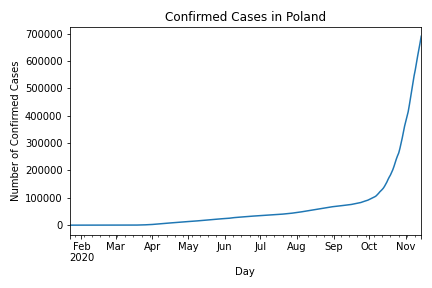 Confirmed Cases in Poland
Number of Confirmed Cases
700000
600000
500000
400000
300000
200000
100000
0
Feb Mar Apr May Jun Jul Aug Sep Oct Nov
2020
Day